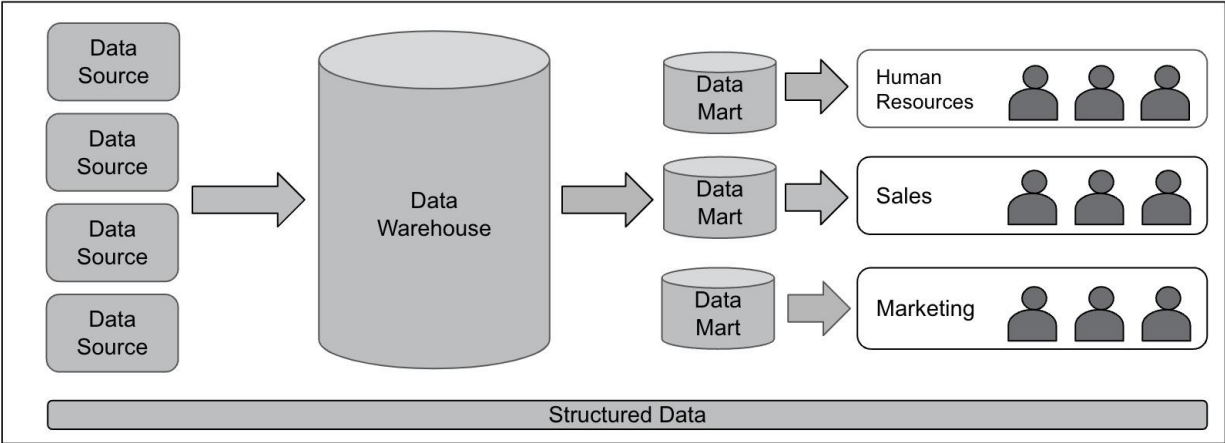 Data
Source
Data
Source
Data
Source
Data
Source
Data
Warehouse
Data
Mart
Data
Mart
Data
Mart
Human
Resources
Sales
Marketing
Structured Data